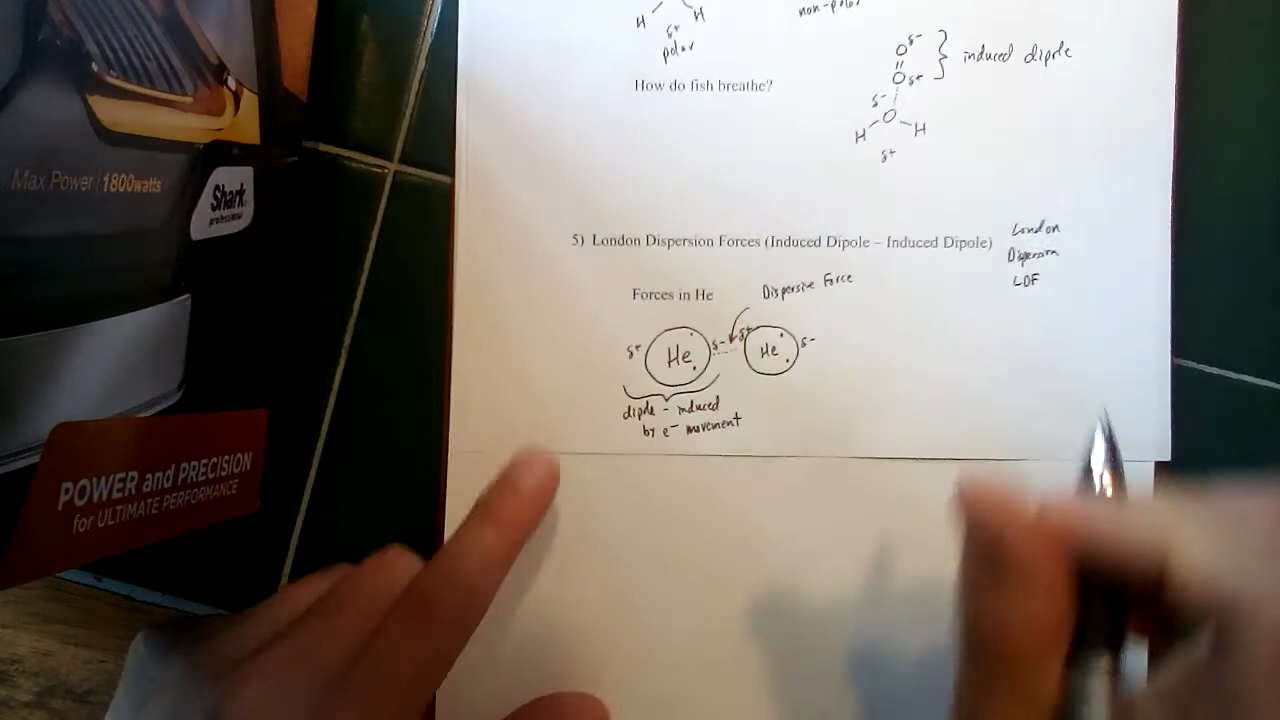 H
H
δ+
polar
non-polar
How do fish breathe?
O δ-
O δ+
} induced dipole
δ-
O
H
H
δ+
Max Power | 1800watts
Shark
professional
5) London Dispersion Forces (Induced Dipole – Induced Dipole)
London
Dispersion
LDF
Forces in He
Dispersive Force
δ+ He δ- δ+ He δ-
dipole - induced
by e⁻ movement
POWER and PRECISION
for ULTIMATE PERFORMANCE